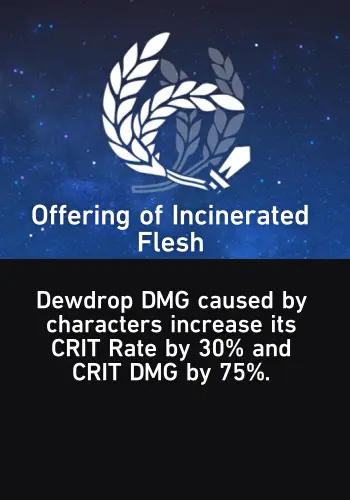 Offering of Incinerated
Flesh
Dewdrop DMG caused by
characters increase its
CRIT Rate by 30% and
CRIT DMG by 75%.